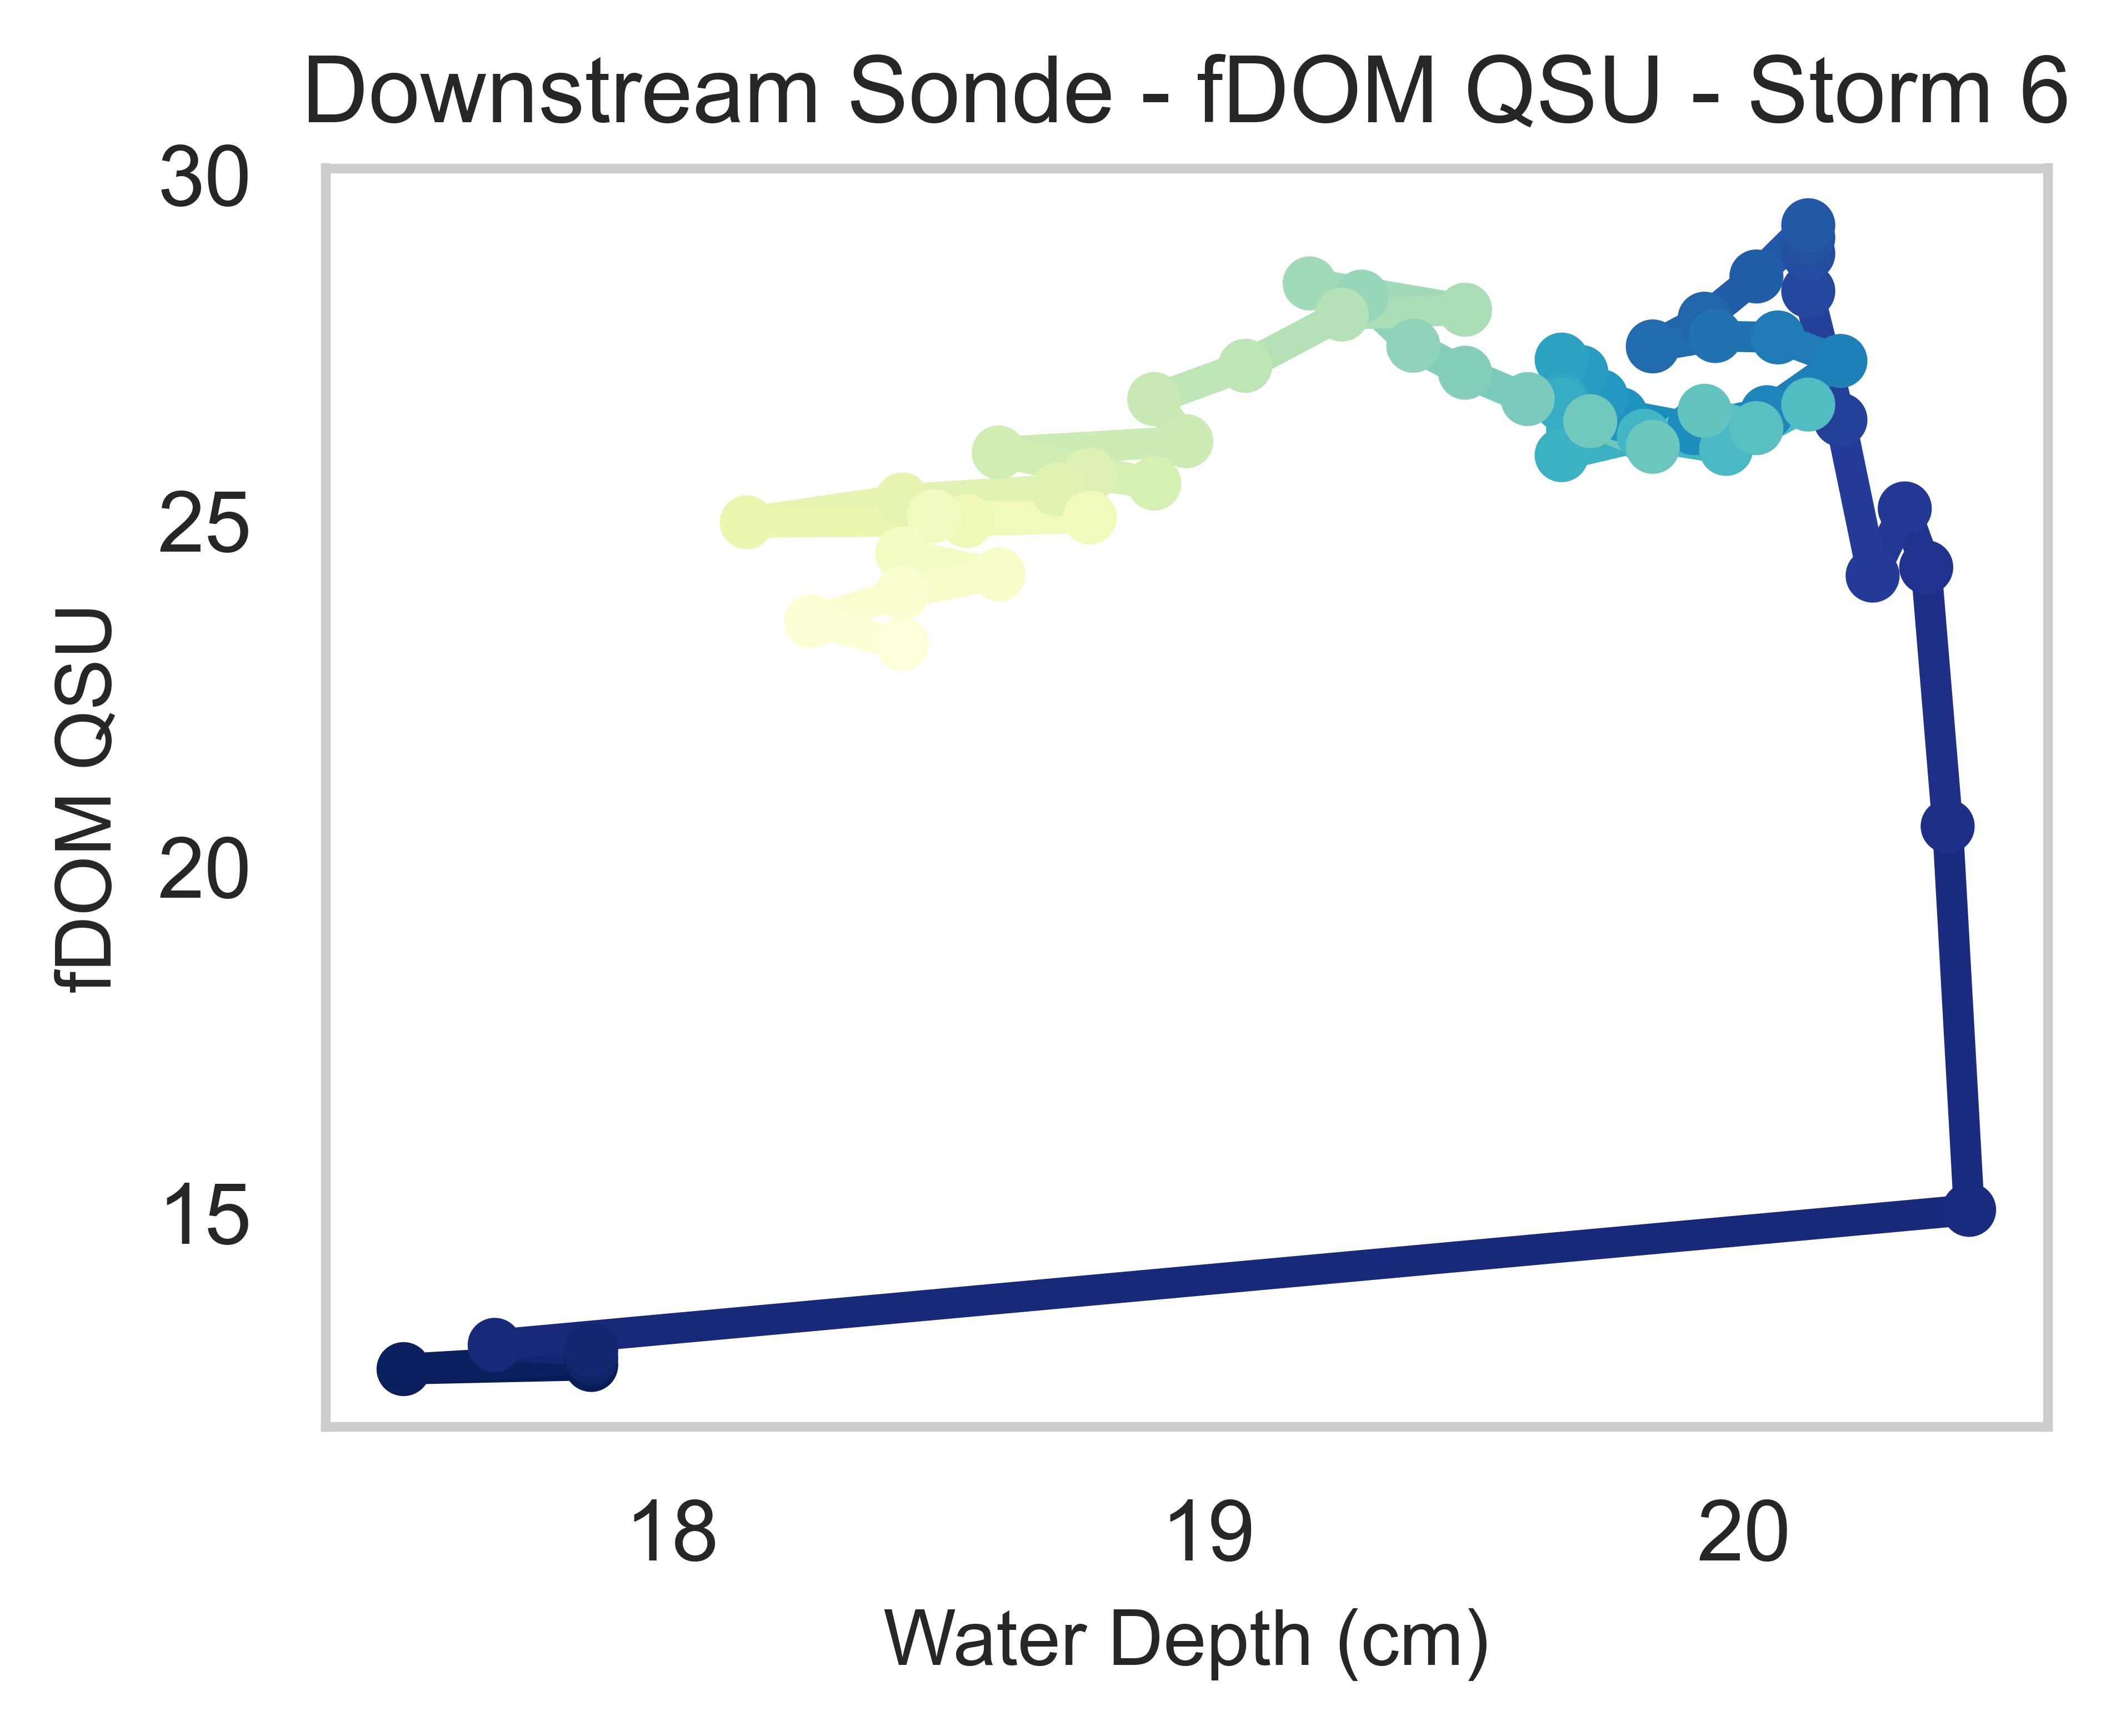 Downstream Sonde - fDOM QSU - Storm 6
30
25
20
15
fDOM QSU
18 19 20
Water Depth (cm)